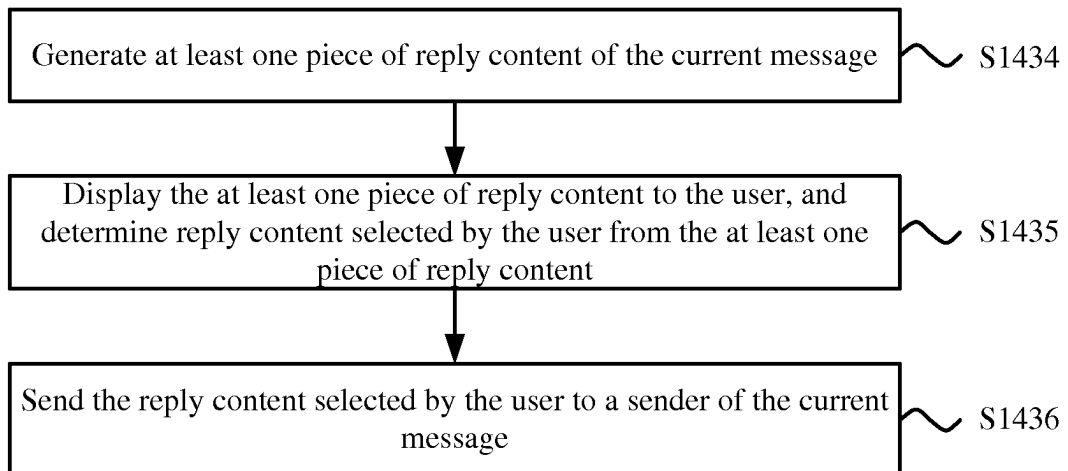 Generate at least one piece of reply content of the current message
S1434
Display the at least one piece of reply content to the user, and
determine reply content selected by the user from the at least one
piece of reply content
S1435
Send the reply content selected by the user to a sender of the current
message
S1436